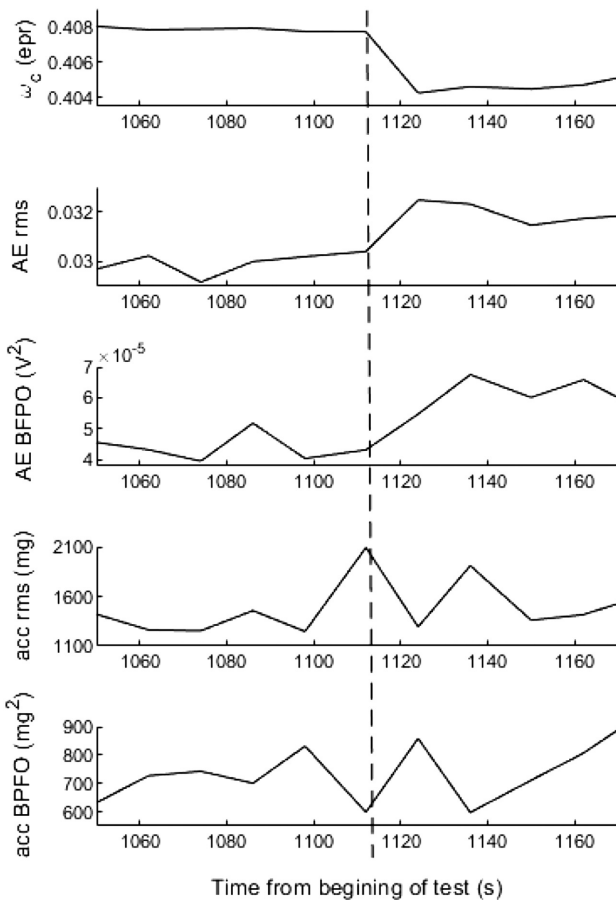 0.408
0.406
0.404
ω_c (epr)
1060 1080 1100 1120 1140 1160
0.032
0.03
AE rms
1060 1080 1100 1120 1140 1160
7 × 10⁻⁵
6
5
4
AE BFPO (V²)
1060 1080 1100 1120 1140 1160
2100
1600
1100
acc rms (mg)
1060 1080 1100 1120 1140 1160
900
800
700
600
acc BPFO (mg²)
1060 1080 1100 1120 1140 1160
Time from begining of test (s)